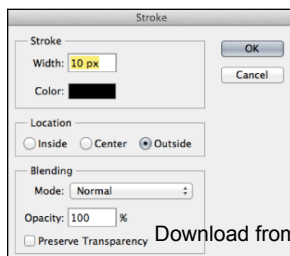 Stroke
Stroke
Width: 10 px
Color:
OK
Cancel
Location
Inside Center Outside
Blending
Mode: Normal
Opacity: 100 %
Preserve Transparency
Download from